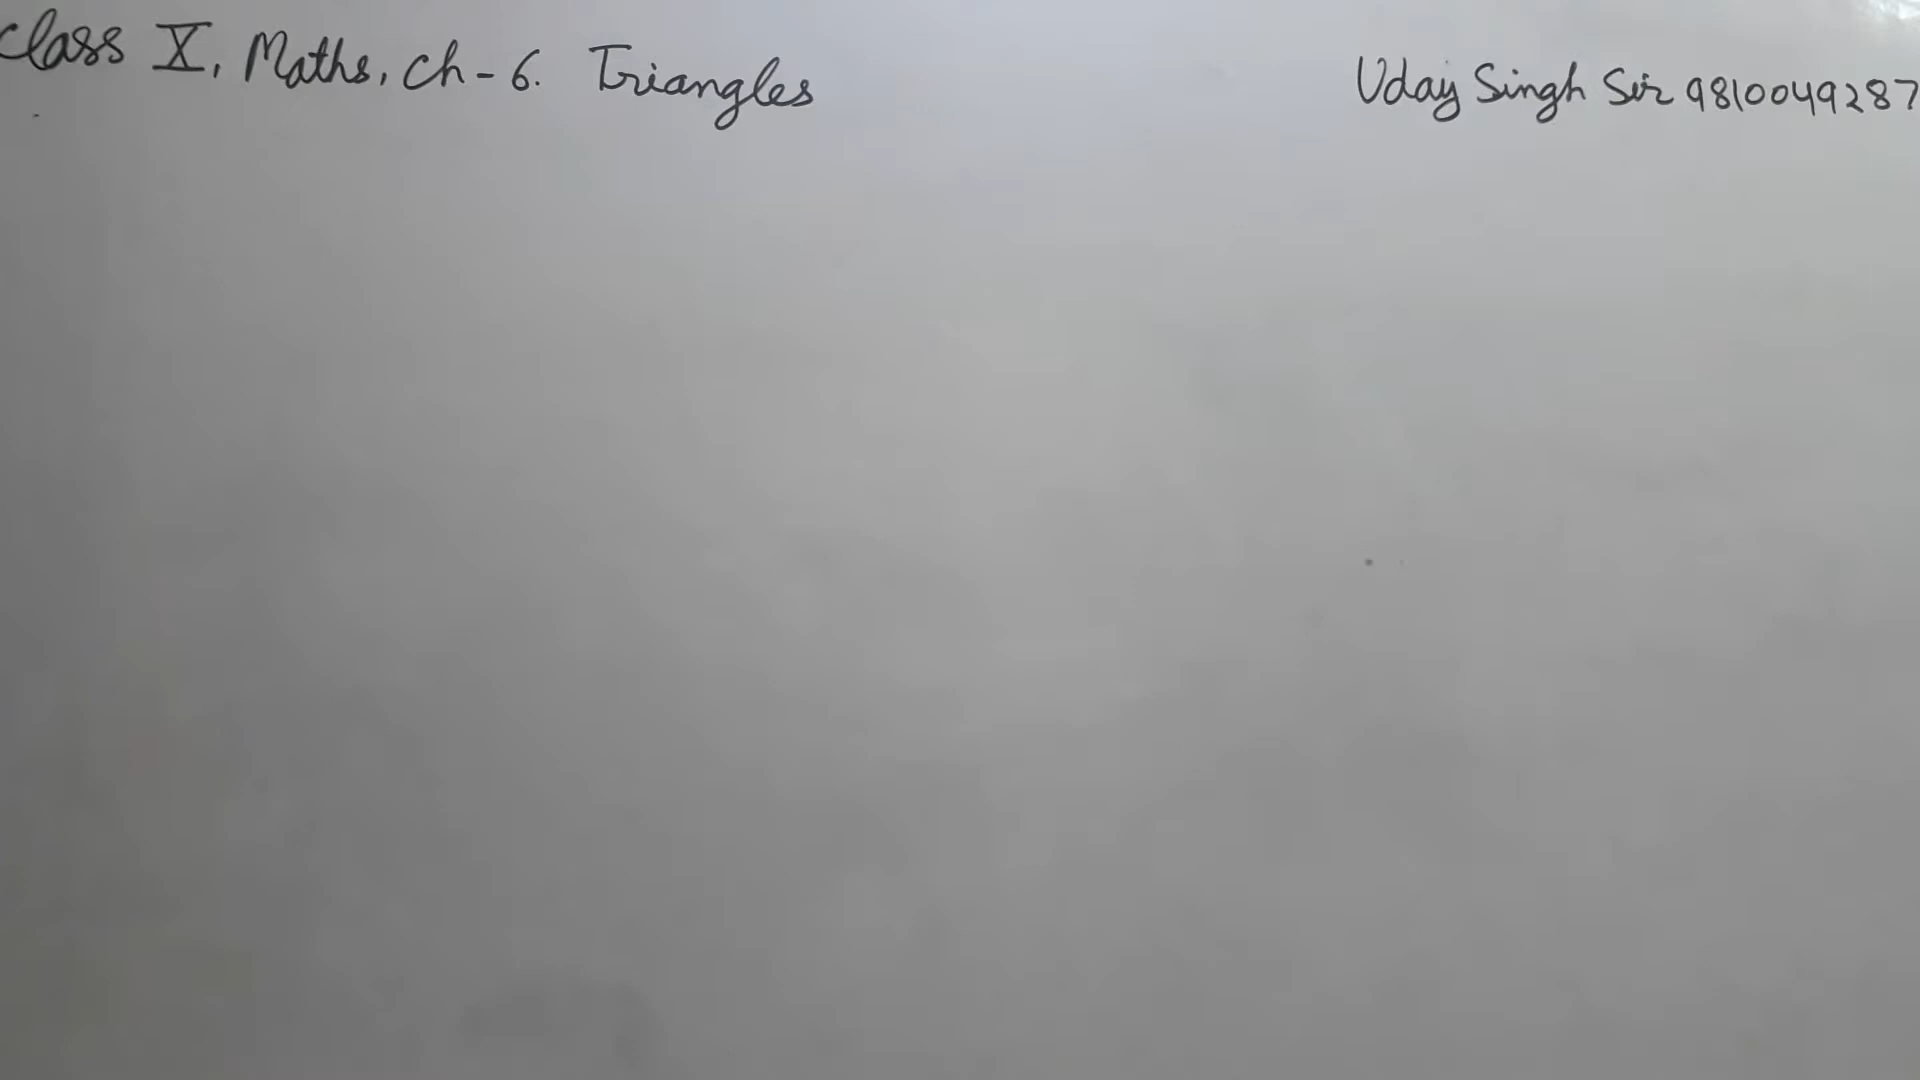 Class X, Maths, Ch-6. Triangles
Uday Singh Sir 9810049287